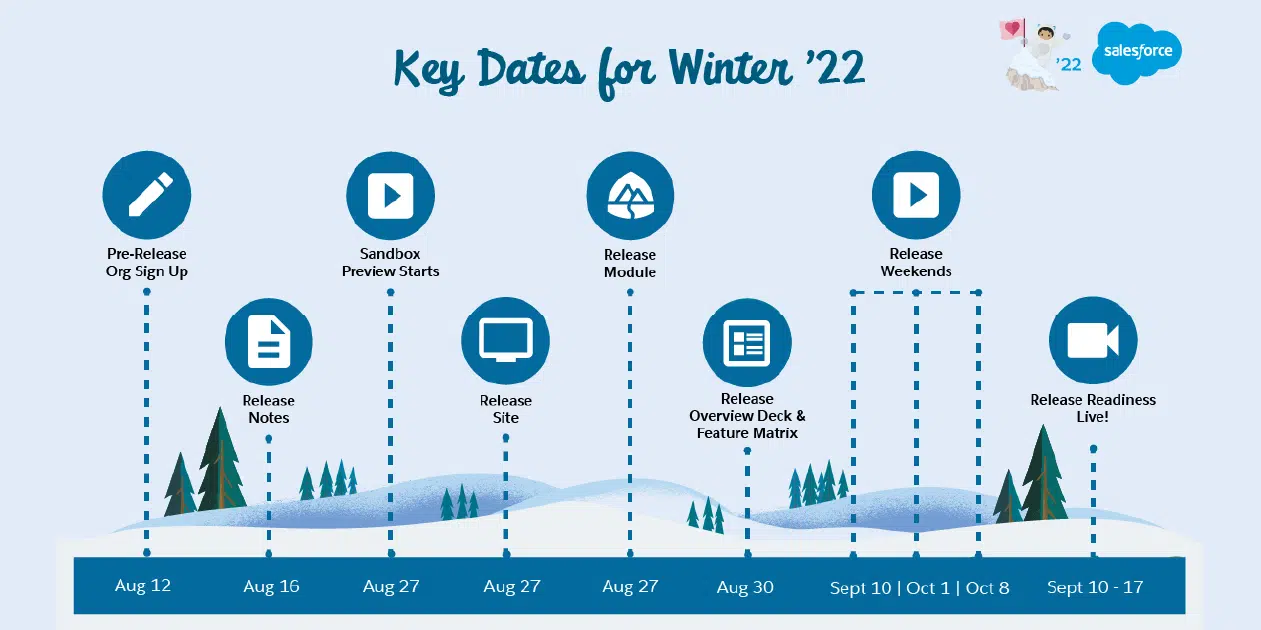 Key Dates for Winter ’22
’22
salesforce
Pre-Release
Org Sign Up
Sandbox
Preview Starts
Release
Module
Release
Weekends
Release
Notes
Release
Site
Release
Overview Deck &
Feature Matrix
Release Readiness
Live!
Aug 12
Aug 16
Aug 27
Aug 27
Aug 27
Aug 30
Sept 10 | Oct 1 | Oct 8
Sept 10 - 17